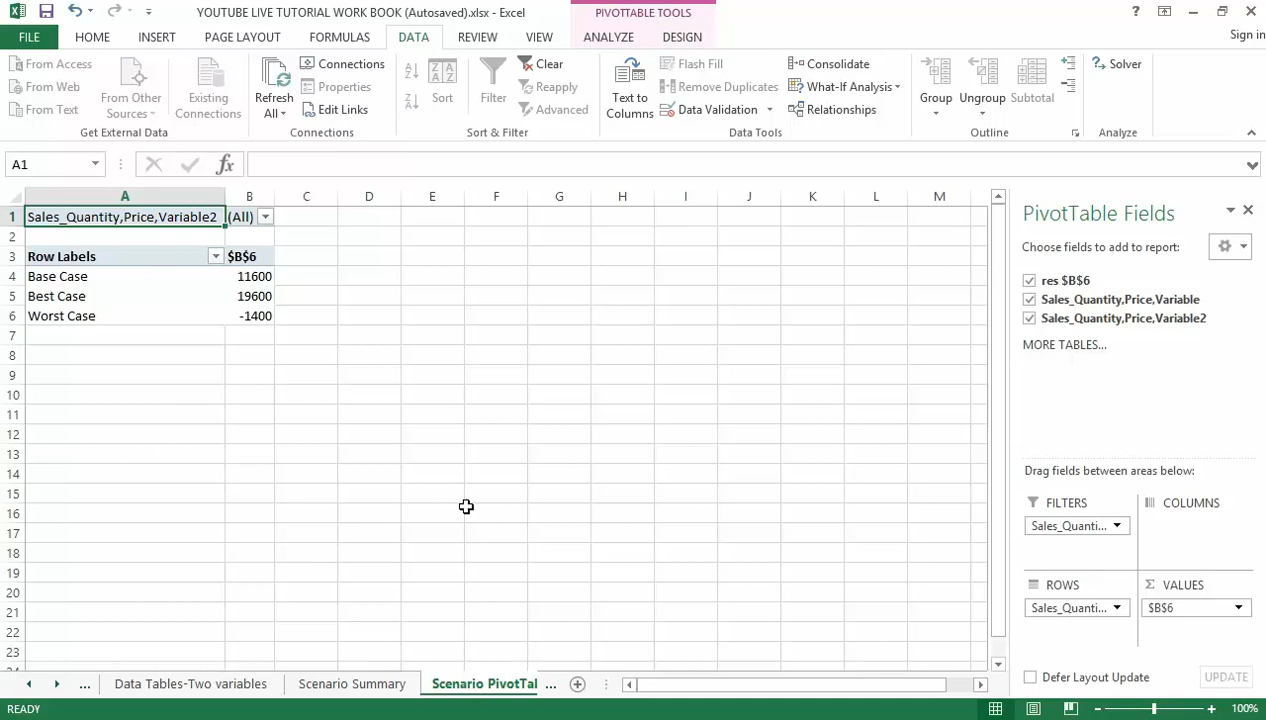 YOUTUBE LIVE TUTORIAL WORK BOOK (Autosaved).xlsx - Excel
PIVOTTABLE TOOLS
? 
Sign in
FILE HOME INSERT PAGE LAYOUT FORMULAS DATA REVIEW VIEW ANALYZE DESIGN
From Access
From Web
From Text
From Other Sources
Existing Connections
Get External Data
Refresh All
Connections
Properties
Edit Links
Connections
Sort
Filter
Clear
Reapply
Advanced
Sort & Filter
Text to Columns
Flash Fill
Remove Duplicates
Data Validation
Consolidate
What-If Analysis
Relationships
Data Tools
Group
Ungroup
Subtotal
Outline
Solver
Analyze
A1
fx
A B C D E F G H I J K L M
1 Sales_Quantity,Price,Variable2 (All)
2
3 Row Labels $B$6
4 Base Case 11600
5 Best Case 19600
6 Worst Case -1400
7
8
9
10
11
12
13
14
15
16
17
18
19
20
21
22
23
PivotTable Fields
Choose fields to add to report:
res $B$6
Sales_Quantity,Price,Variable
Sales_Quantity,Price,Variable2
MORE TABLES...
Drag fields between areas below:
FILTERS
Sales_Quanti...
COLUMNS
ROWS
Sales_Quanti...
Σ VALUES
$B$6
Defer Layout Update
UPDATE
... Data Tables-Two variables Scenario Summary Scenario PivotTal ...
READY
100%